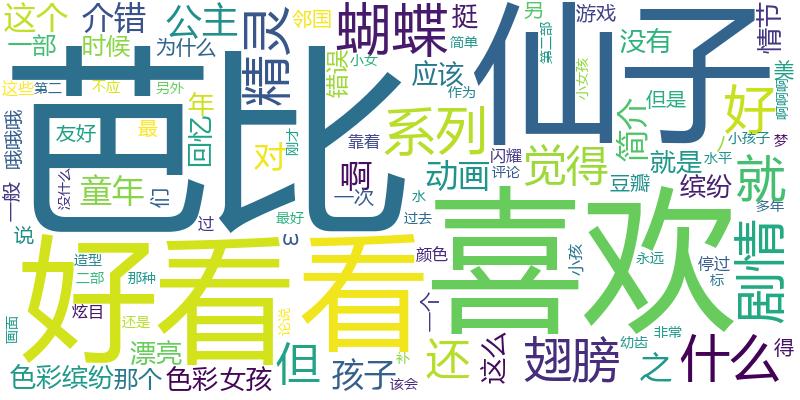 这个
介错
公主
邻国
蝴蝶
挺
仙子
另
游戏
情节
一部
时候
为什么
精灵
错误
小女
简单
第二部
没有
美
这些
第二
不应
另外
芭比
应该
作为
小女孩
但是
好
啊啊啊
哦哦哦
友好
最
年
回忆
刚才
对
靠着
系列
闪耀
觉得
简介
就是
水平
小孩子
梦
一般
没什么
童年
们
啊
动画
评论
豆瓣
缤纷
就
说
过
一次
最好
水
过去
喜欢
多年
造型
好看
ω
看
颜色
一个
小孩
永远
停过
标
剧情
二部
那种
炫目
画面
还是
论说
漂亮
但
孩子
外
该会
还
这么
翅膀
幼齿
非常
之
什么
得
色彩缤纷
那个
色彩
女孩